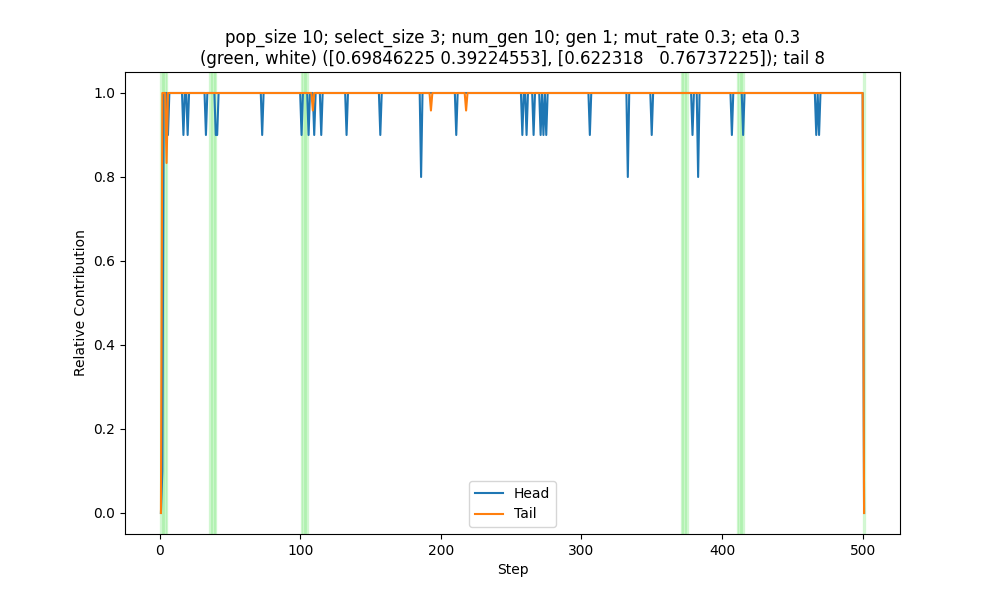 pop_size 10; select_size 3; num_gen 10; gen 1; mut_rate 0.3; eta 0.3
(green, white) ([0.69846225 0.39224553], [0.622318   0.76737225]); tail 8
1.0
0.8
0.6
0.4
0.2
0.0
Relative Contribution
Head
Tail
0
100
200
300
400
500
Step